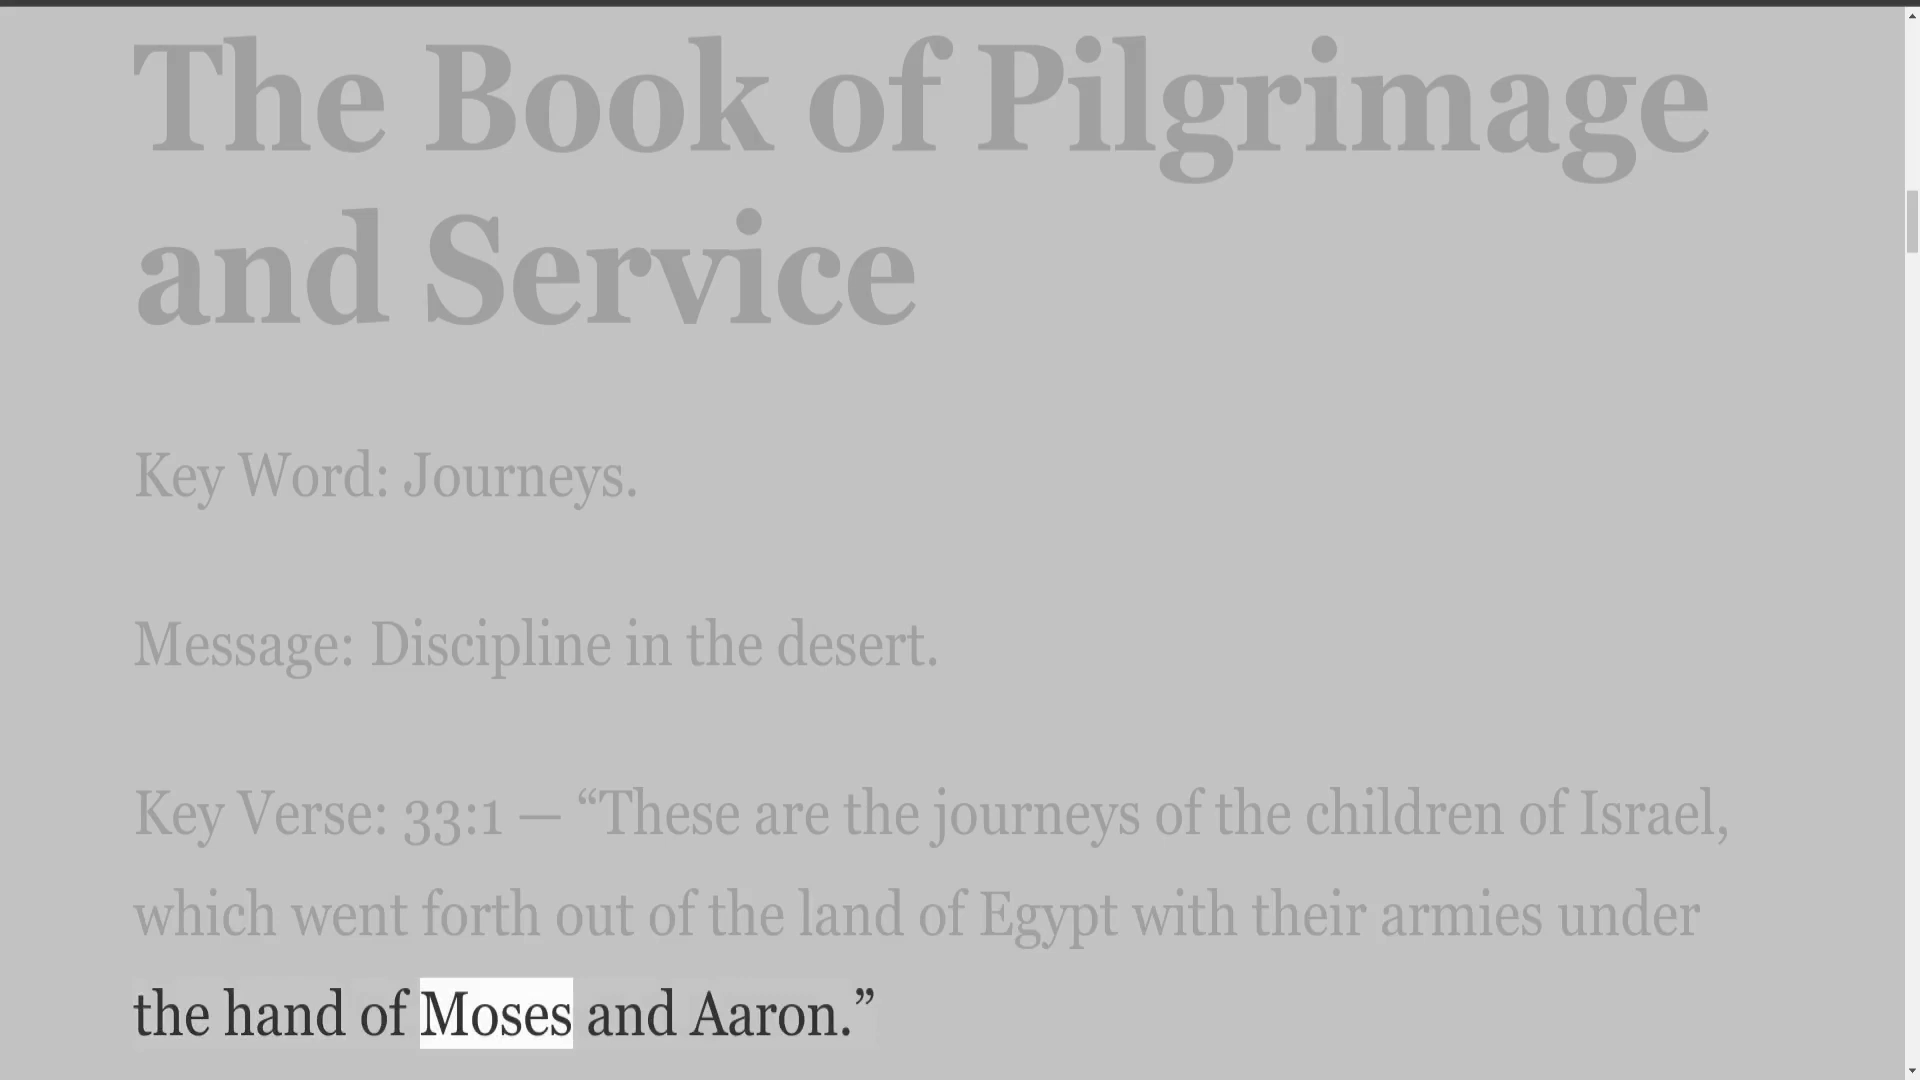 The Book of Pilgrimage
and Service
Key Word: Journeys.
Message: Discipline in the desert.
Key Verse: 33:1 — “These are the journeys of the children of Israel,
which went forth out of the land of Egypt with their armies under
the hand of Moses and Aaron.”